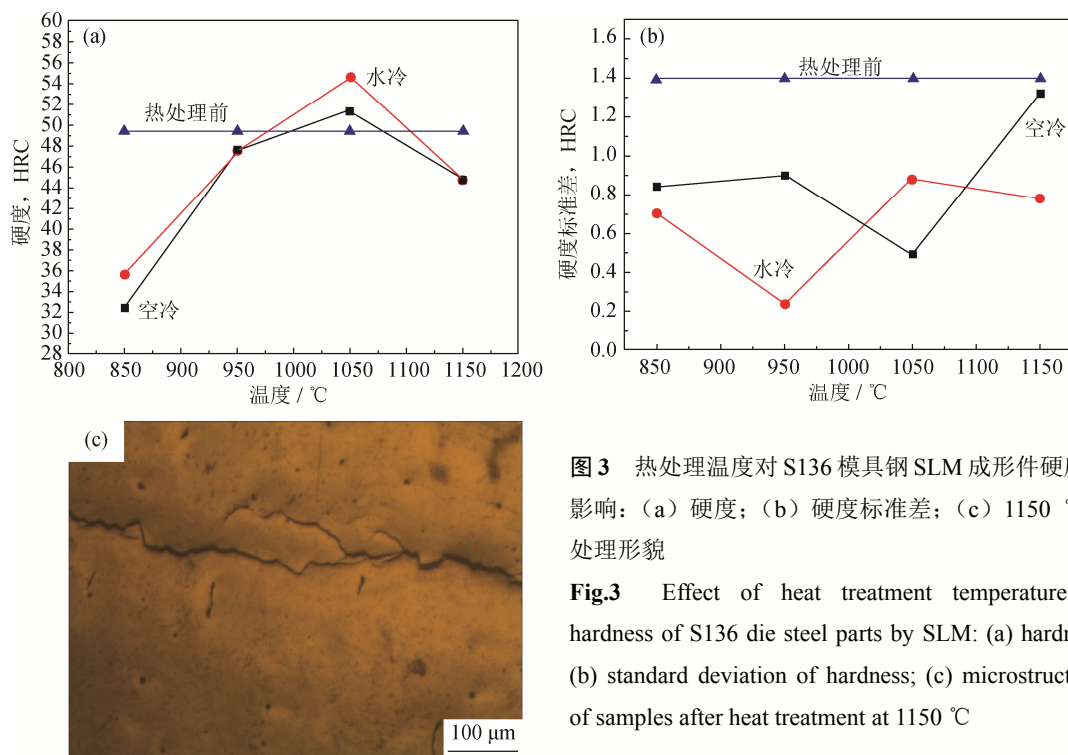 (a)
硬度, HRC
60
58
56
54
52
50
48
46
44
42
40
38
36
34
32
30
28
热处理前
水冷
空冷
800 850 900 950 1000 1050 1100 1150 1200
温度 / ℃
(b)
硬度标准差, HRC
1.6
1.4
1.2
1.0
0.8
0.6
0.4
0.2
0.0
热处理前
空冷
水冷
850 900 950 1000 1050 1100 1150
温度 / ℃
(c)
100 μm
图 3 热处理温度对 S136 模具钢 SLM 成形件硬度
影响:(a)硬度;(b)硬度标准差;(c)1150
处理形貌
Fig.3 Effect of heat treatment temperature
hardness of S136 die steel parts by SLM: (a)
(b) standard deviation of hardness; (c)
of samples after heat treatment at 1150 ℃